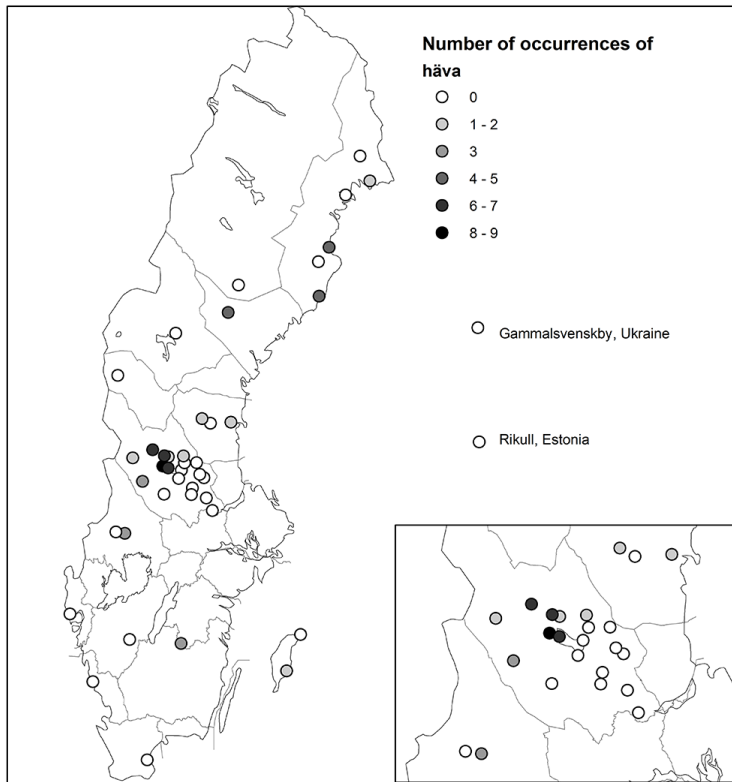 Number of occurrences of
häva
0
1 - 2
3
4 - 5
6 - 7
8 - 9
Gammalsvenskby, Ukraine
Rikull, Estonia